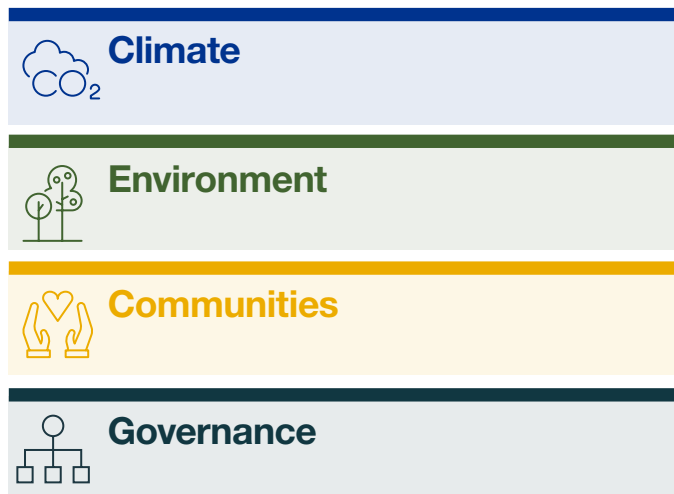 CO2
Climate
Environment
Communities
Governance